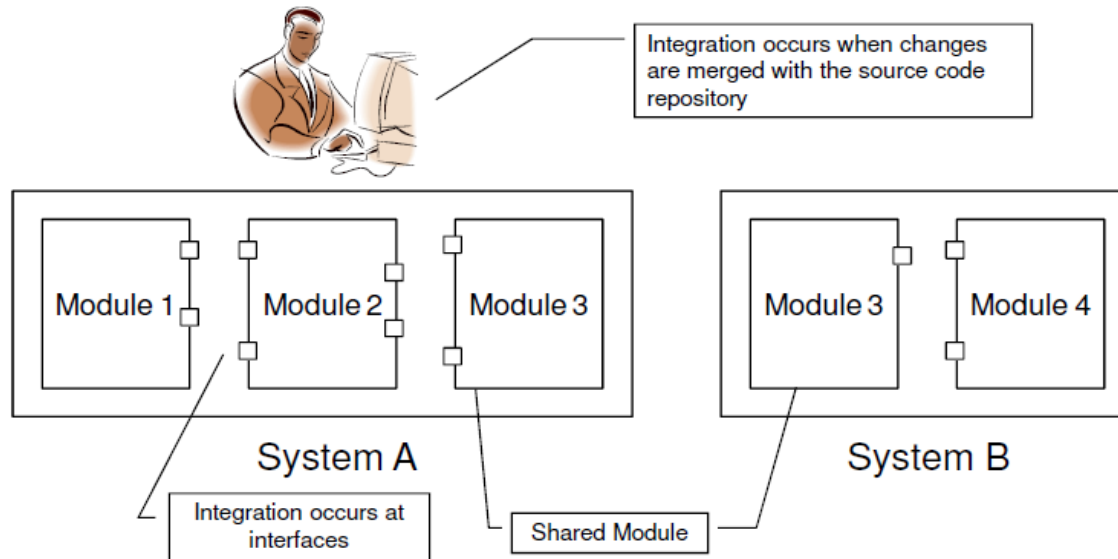 Integration occurs when changes
are merged with the source code
repository
Module 1
Module 2
Module 3
Module 3
Module 4
System A
System B
Integration occurs at
interfaces
Shared Module